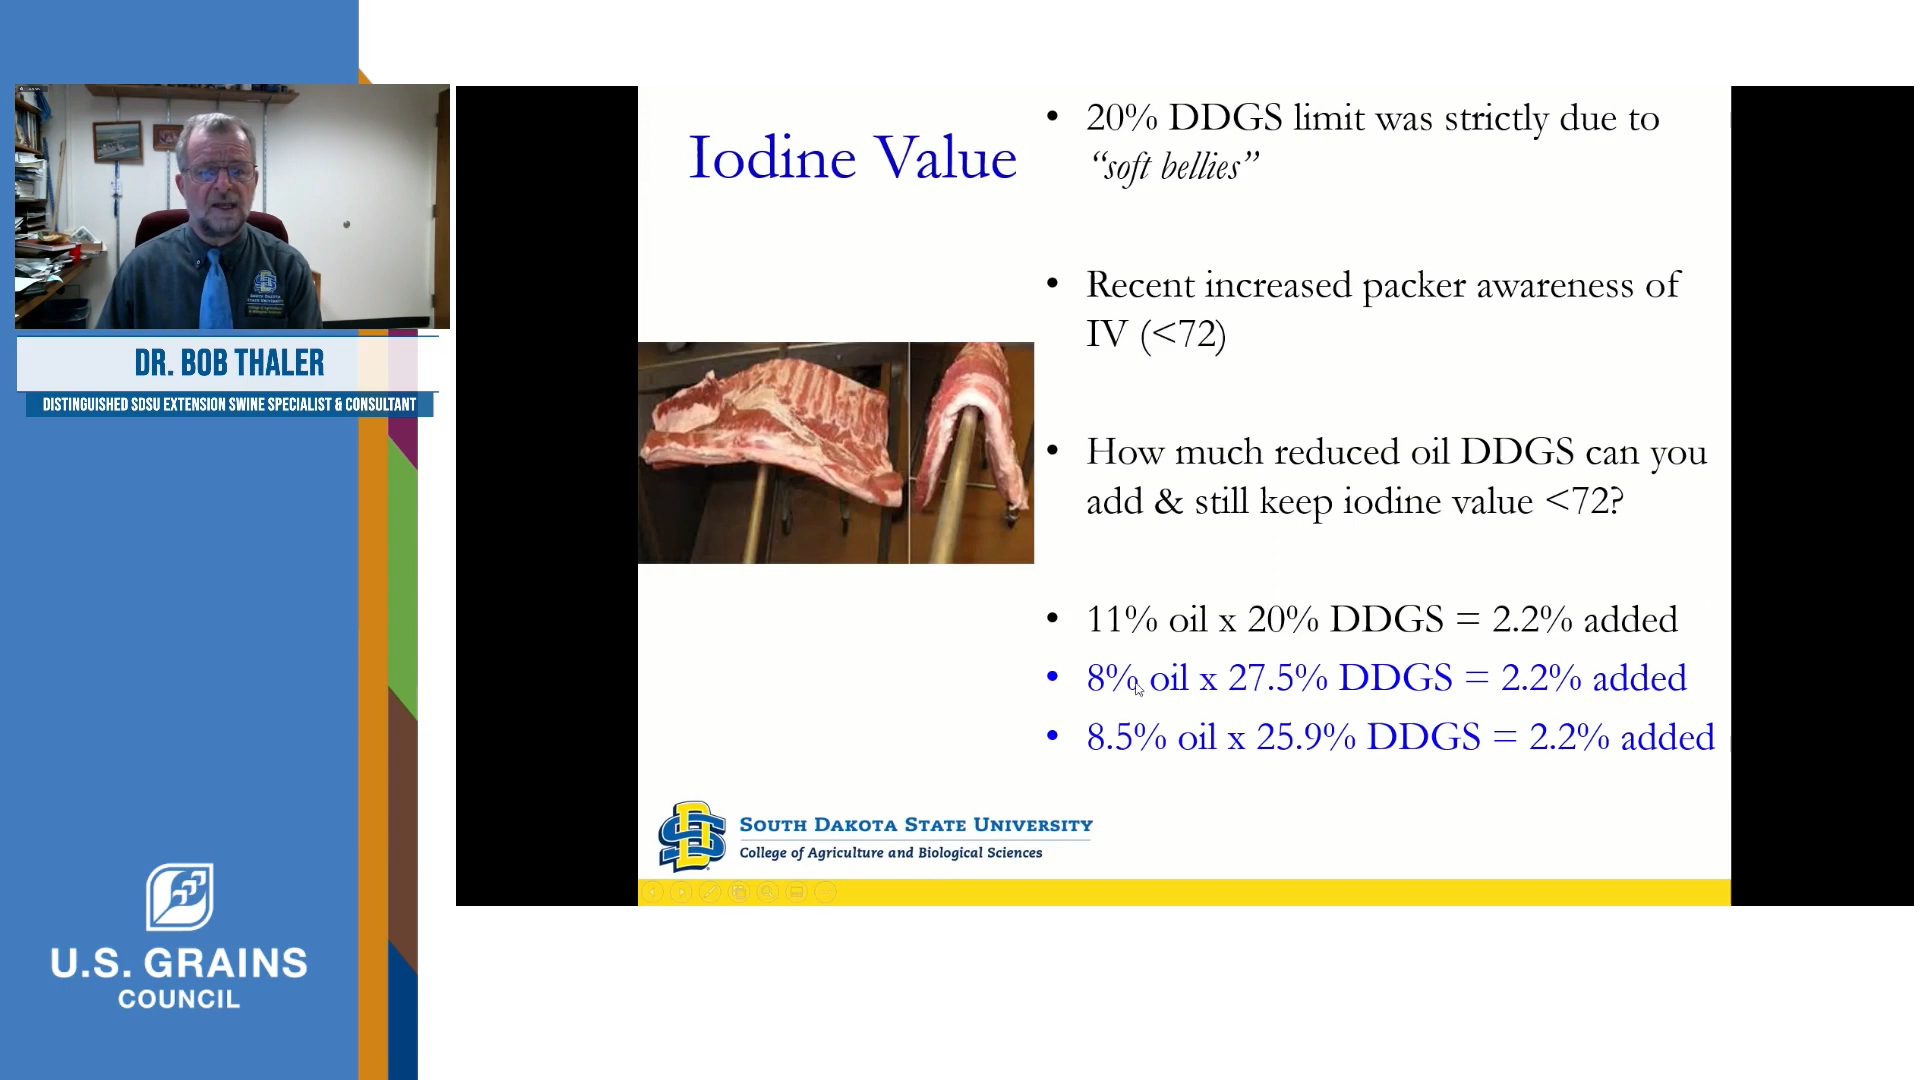 DR. BOB THALER
DISTINGUISHED SDSU EXTENSION SWINE SPECIALIST & CONSULTANT
U.S. GRAINS
COUNCIL
Iodine Value
• 20% DDGS limit was strictly due to
“soft bellies”
• Recent increased packer awareness of
IV (<72)
• How much reduced oil DDGS can you
add & still keep iodine value <72?
• 11% oil x 20% DDGS = 2.2% added
• 8% oil x 27.5% DDGS = 2.2% added
• 8.5% oil x 25.9% DDGS = 2.2% added
SOUTH DAKOTA STATE UNIVERSITY
College of Agriculture and Biological Sciences